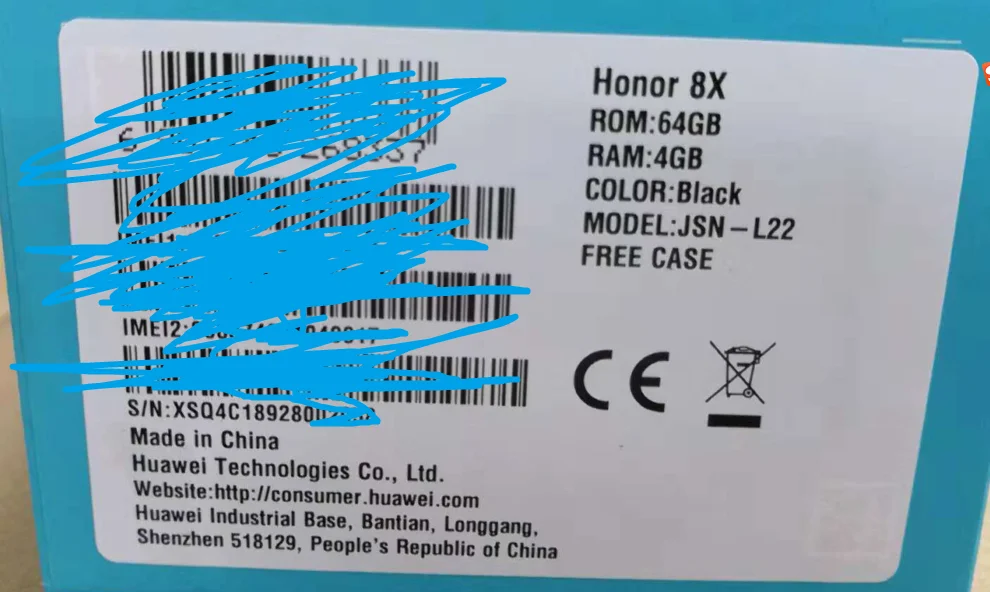 Honor 8X
ROM:64GB
RAM:4GB
COLOR:Black
MODEL:JSN-L22
FREE CASE
CE
IMEI2:
S/N:XSQ4C189280
Made in China
Huawei Technologies Co., Ltd.
Website:http://consumer.huawei.com
Huawei Industrial Base, Bantian, Longgang,
Shenzhen 518129, People's Republic of China